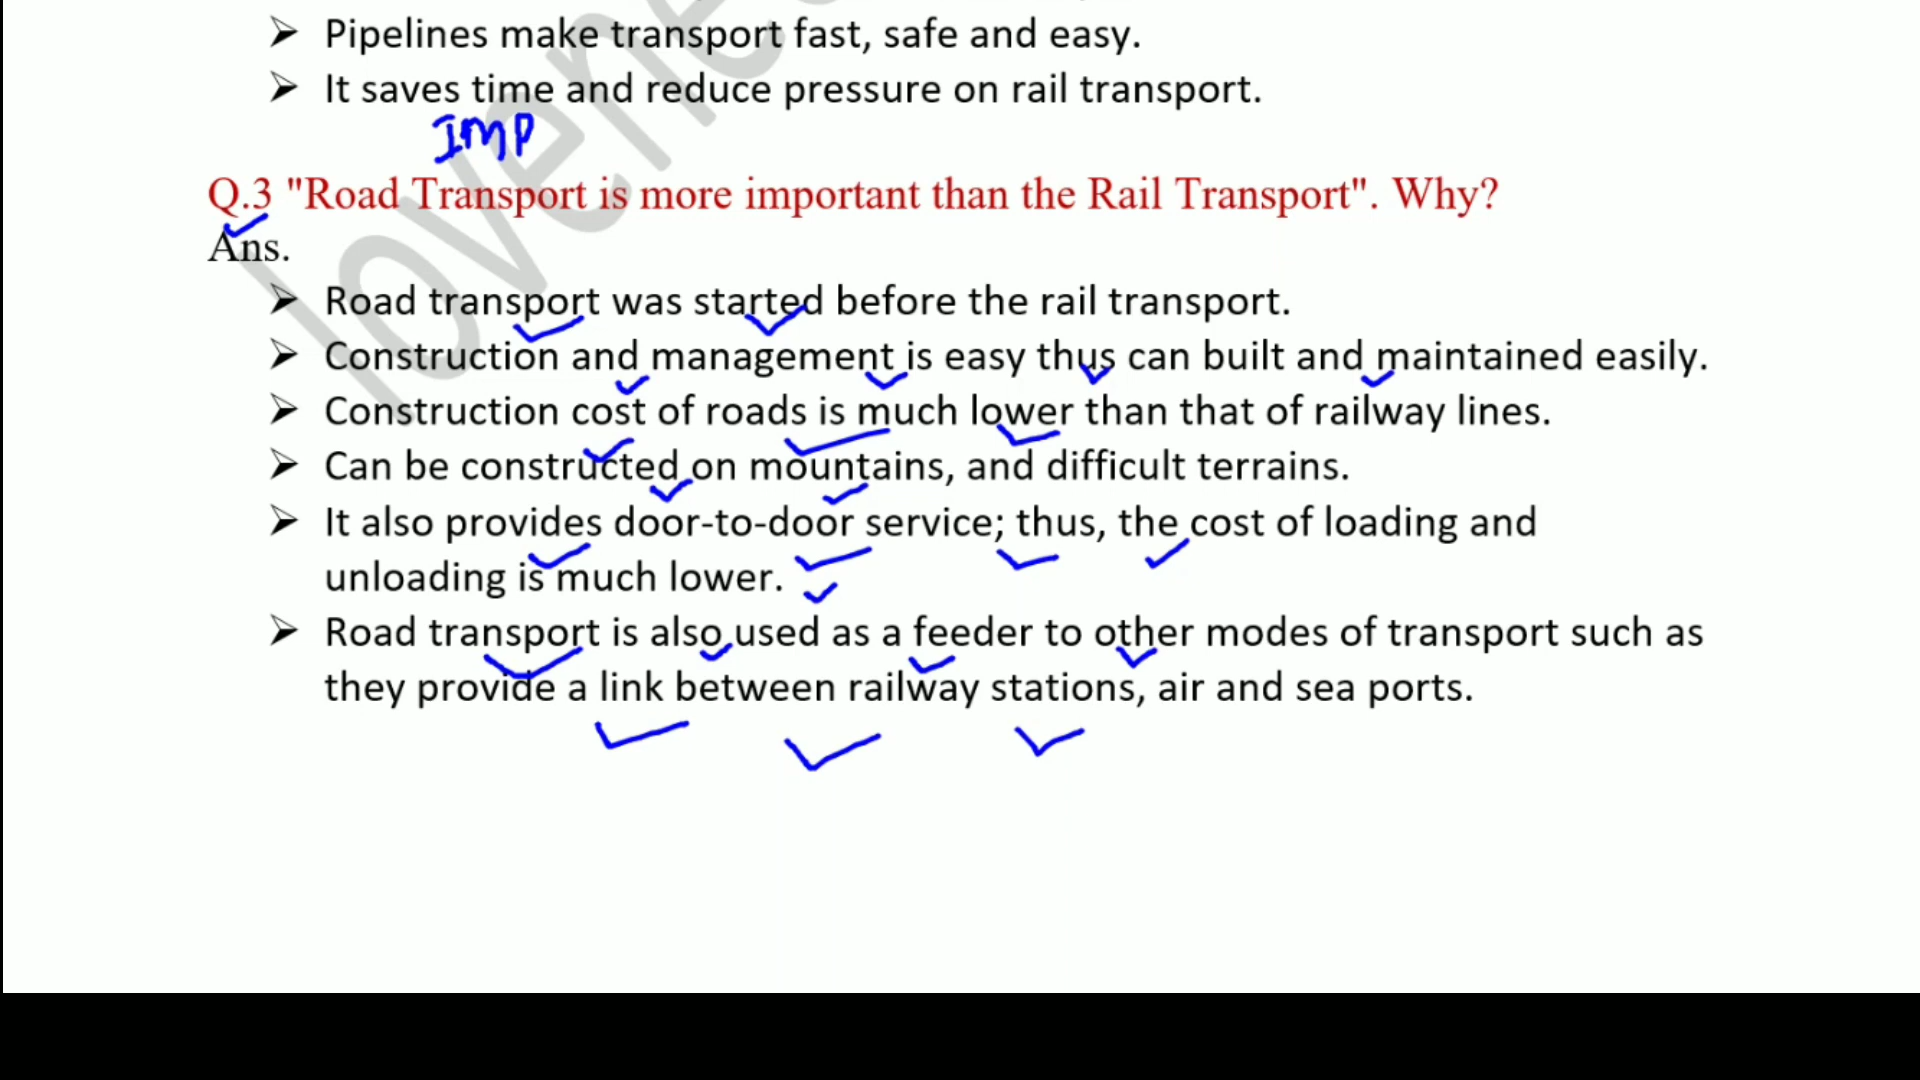 ➢ Pipelines make transport fast, safe and easy.
➢ It saves time and reduce pressure on rail transport.
IMP
Q.3 "Road Transport is more important than the Rail Transport". Why?
Ans.
➢ Road transport was started before the rail transport.
➢ Construction and management is easy thus can built and maintained easily.
➢ Construction cost of roads is much lower than that of railway lines.
➢ Can be constructed on mountains, and difficult terrains.
➢ It also provides door-to-door service; thus, the cost of loading and
unloading is much lower.
➢ Road transport is also used as a feeder to other modes of transport such as
they provide a link between railway stations, air and sea ports.